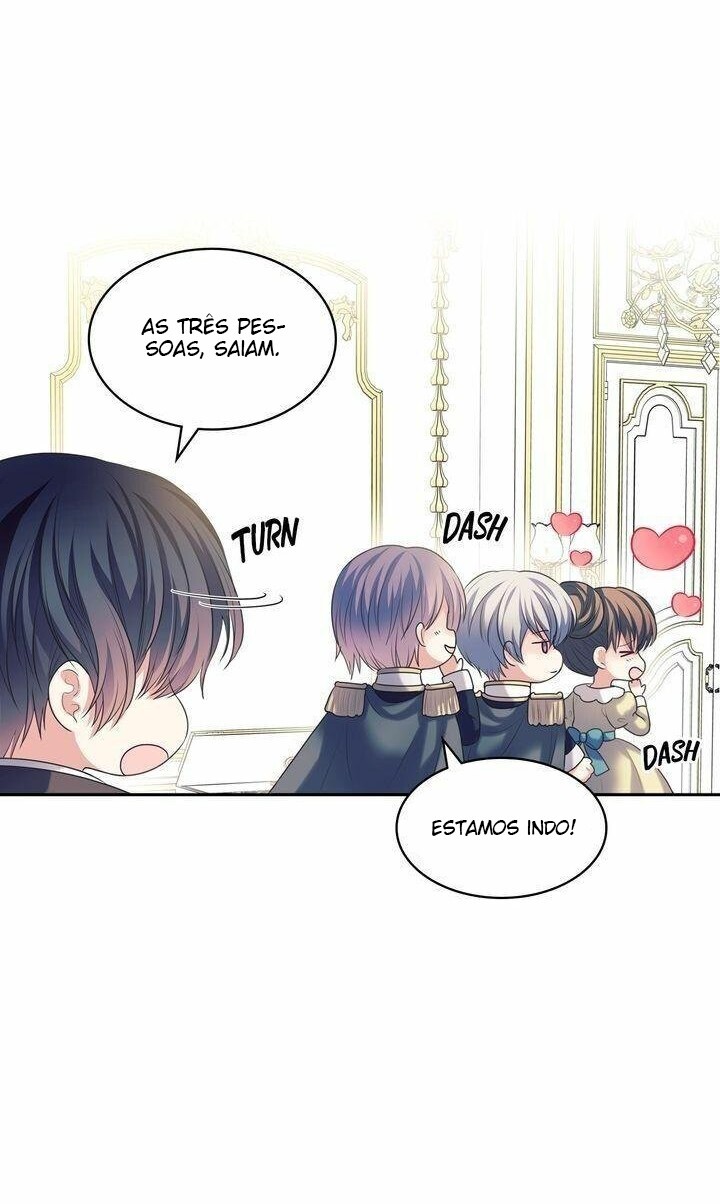 AS TRÊS PES-
SOAS, SAIAM.
TURN
DASH
DASH
ESTAMOS INDO!